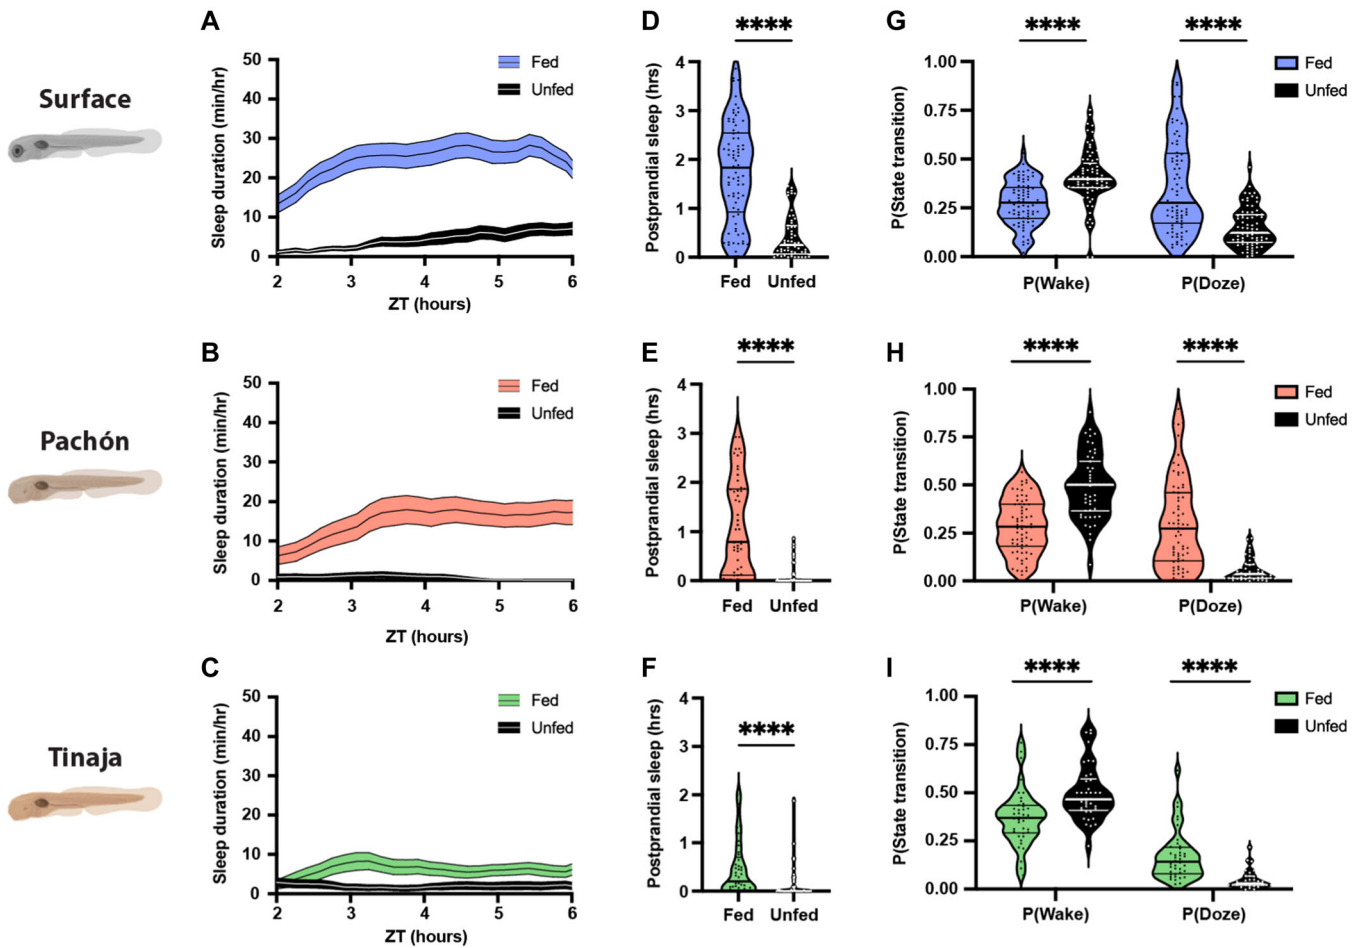 A
D
****
G
****
****
Surface
Sleep duration (min/hr)
50
40
30
20
10
0
Fed
Unfed
2
3
4
5
6
ZT (hours)
Postprandial sleep (hrs)
4
3
2
1
0
Fed
Unfed
P(State transition)
1.00
0.75
0.50
0.25
0.00
Fed
Unfed
P(Wake)
P(Doze)
B
E
****
H
****
****
Pachón
Sleep duration (min/hr)
50
40
30
20
10
0
Fed
Unfed
2
3
4
5
6
ZT (hours)
Postprandial sleep (hrs)
4
3
2
1
0
Fed
Unfed
P(State transition)
1.00
0.75
0.50
0.25
0.00
Fed
Unfed
P(Wake)
P(Doze)
C
F
****
I
****
****
Tinaja
Sleep duration (min/hr)
50
40
30
20
10
0
Fed
Unfed
2
3
4
5
6
ZT (hours)
Postprandial sleep (hrs)
4
3
2
1
0
Fed
Unfed
P(State transition)
1.00
0.75
0.50
0.25
0.00
Fed
Unfed
P(Wake)
P(Doze)